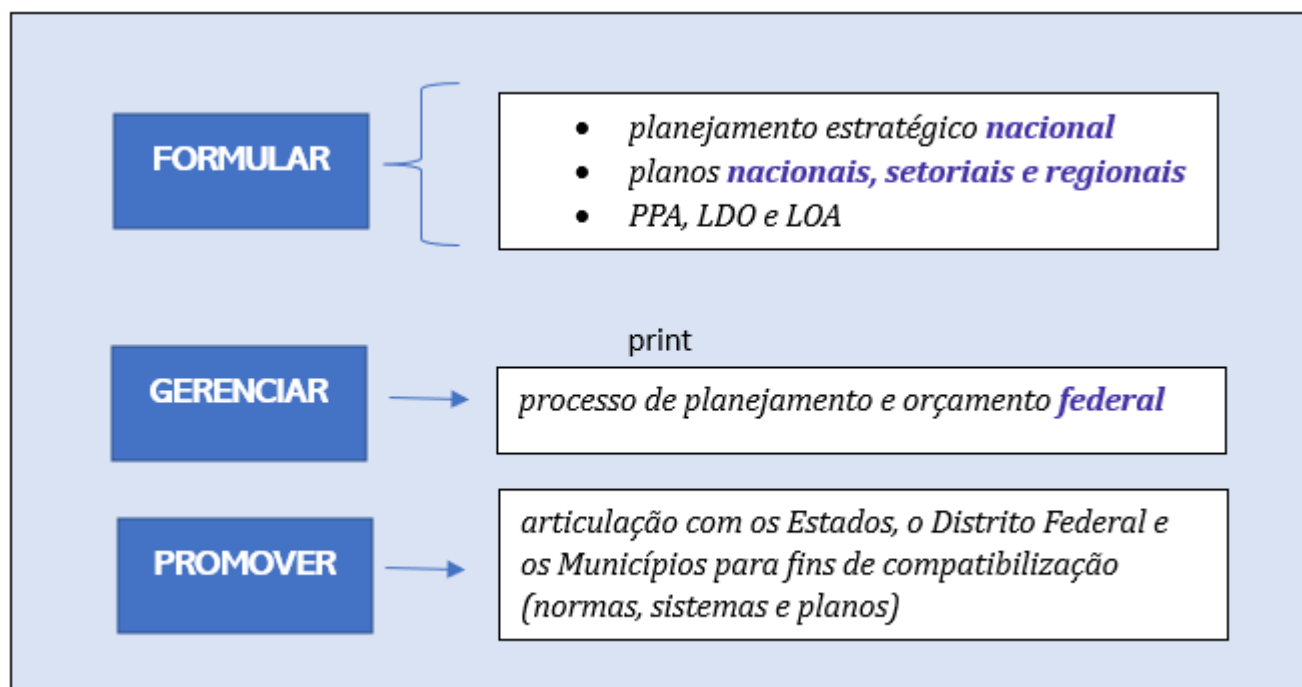 FORMULAR
• planejamento estratégico nacional
• planos nacionais, setoriais e regionais
• PPA, LDO e LOA
print
GERENCIAR
processo de planejamento e orçamento federal
PROMOVER
articulação com os Estados, o Distrito Federal e
os Municípios para fins de compatibilização
(normas, sistemas e planos)